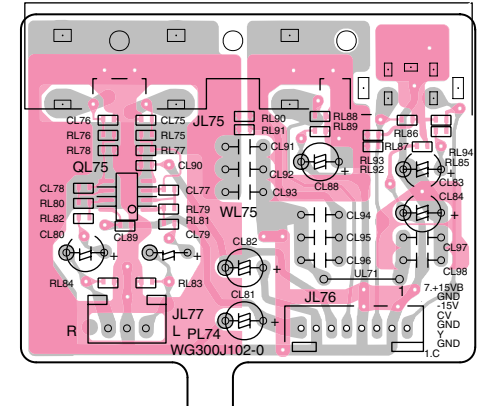 CL76
CL75
JL75
RL90
RL88
RL76
RL75
RL91
RL89
RL86
RL78
RL77
CL91
RL87
RL94
QL75
CL90
RL93
RL85
RL92
CL92
CL88
CL83
CL78
CL77
CL93
CL84
RL80
RL79
WL75
RL82
RL81
CL94
CL80
CL89
CL79
CL82
CL95
CL97
CL96
CL98
RL84
RL83
CL81
UL71
1
JL76
7.+15VB
GND
-15V
CV
GND
Y
GND
1.C
JL77
R
L
PL74
WG300J102-0